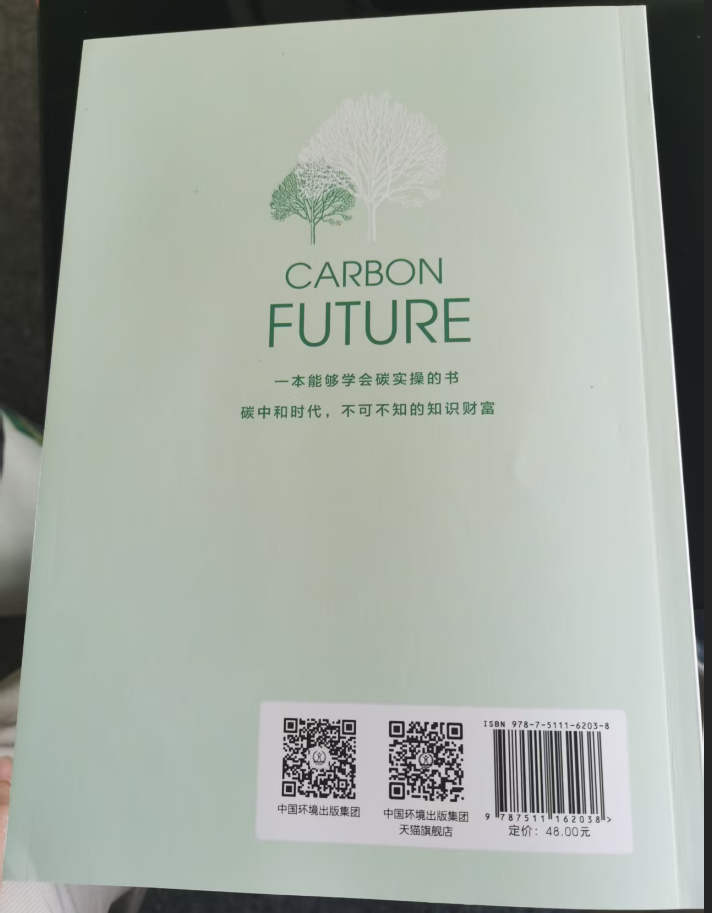 CARBON
FUTURE
一本能够学会碳实操的书
碳中和时代，不可不知的知识财富
ISBN 978-7-5111-6203-8
9 787511 162038 >
中国环境出版集团
中国环境出版集团
天猫旗舰店
定价：48.00元